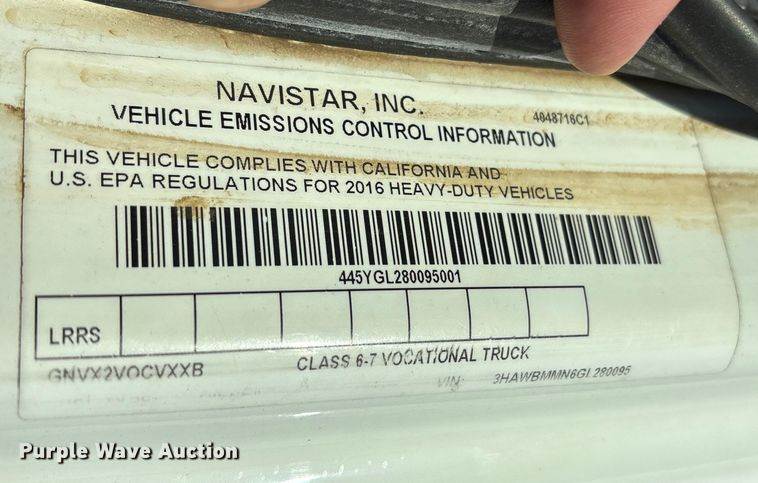 NAVISTAR, INC.
4048716C1
VEHICLE EMISSIONS CONTROL INFORMATION
THIS VEHICLE COMPLIES WITH CALIFORNIA AND
U.S. EPA REGULATIONS FOR 2016 HEAVY-DUTY VEHICLES
445YGL280095001
LRRS
GNVX2VOCVXXB
CLASS 6-7 VOCATIONAL TRUCK
VIN: 3HAWBMMN6GL280095
Purple Wave Auction